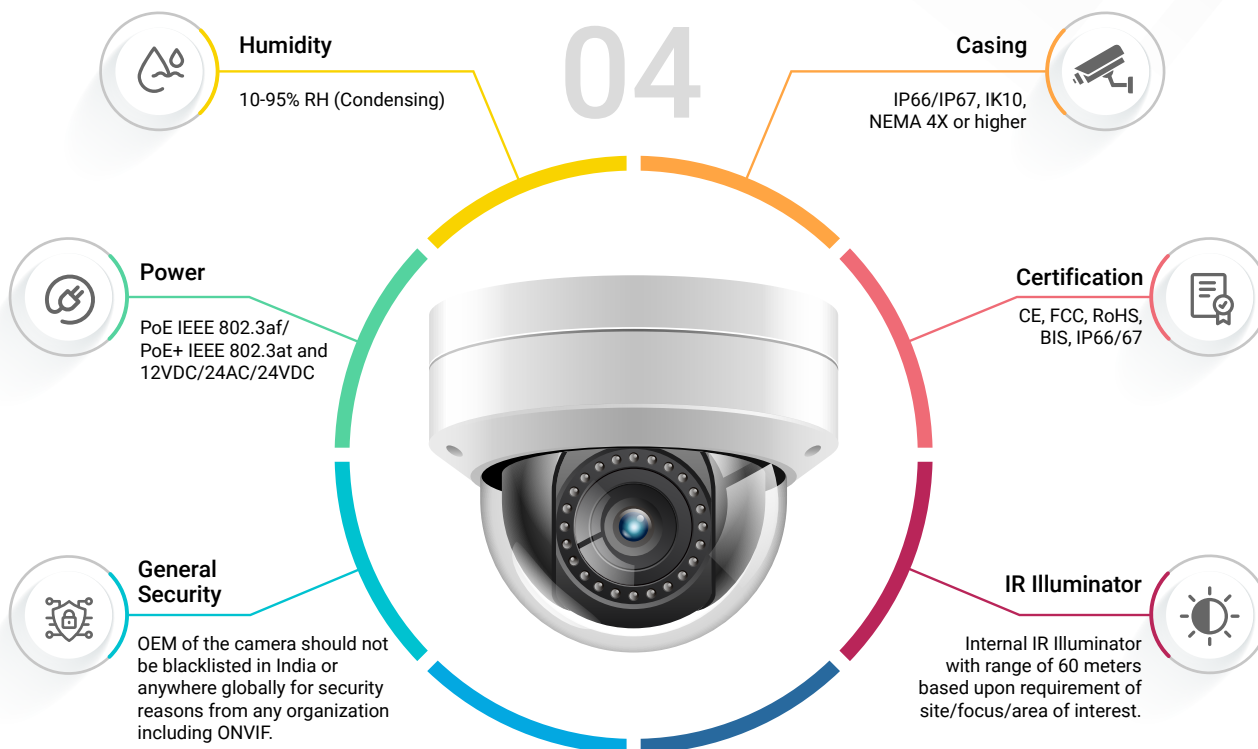 04
Humidity
10-95% RH (Condensing)
Casing
IP66/IP67, IK10,
NEMA 4X or higher
Power
PoE IEEE 802.3af/
PoE+ IEEE 802.3at and
12VDC/24AC/24VDC
Certification
CE, FCC, RoHS,
BIS, IP66/67
General
Security
OEM of the camera should not
be blacklisted in India or
anywhere globally for security
reasons from any organization
including ONVIF.
IR Illuminator
Internal IR Illuminator
with range of 60 meters
based upon requirement of
site/focus/area of interest.